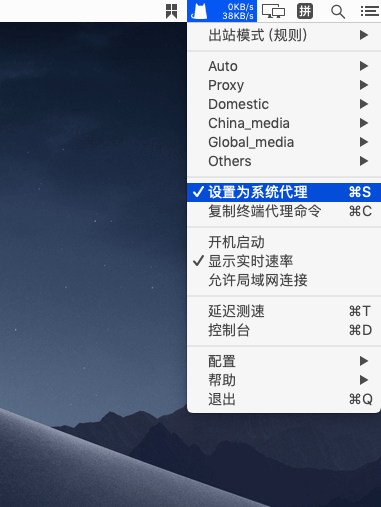 0KB/s
38KB/s
拼
出站模式 (规则)
Auto
Proxy
Domestic
China_media
Global_media
Others
设置为系统代理 ⌘S
复制终端代理命令 ⌘C
开机启动
显示实时速率
允许局域网连接
延迟测速 ⌘T
控制台 ⌘D
配置
帮助
退出 ⌘Q